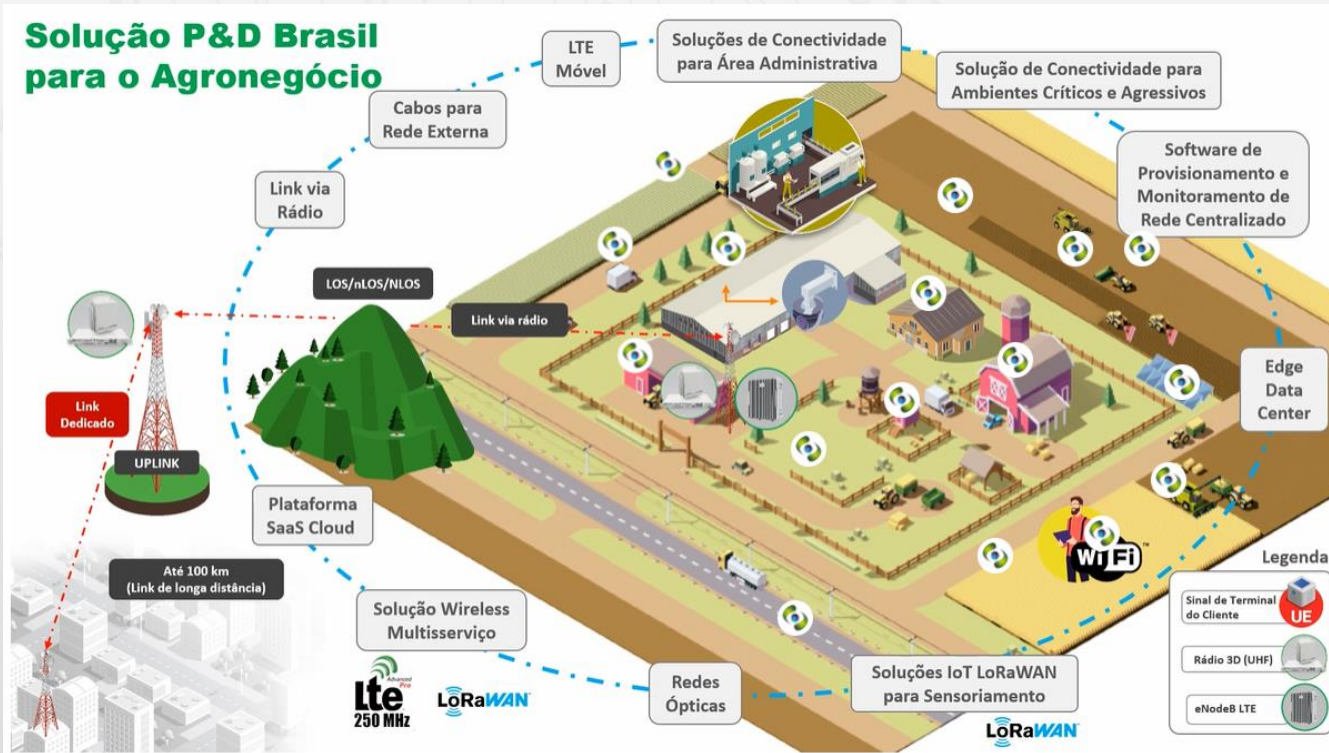 Solução P&D Brasil
para o Agronegócio
LTE
Móvel
Soluções de Conectividade
para Área Administrativa
Solução de Conectividade para
Ambientes Críticos e Agressivos
Cabos para
Rede Externa
Software de
Provisionamento e
Monitoramento de
Rede Centralizado
Link via
Rádio
LOS/nLOS/NLOS
Link via rádio
Edge
Data
Center
Link
Dedicado
UPLINK
Plataforma
SaaS Cloud
Até 100 km
(Link de longa distância)
WiFi™
Legenda
Sinal de Terminal
do Cliente
UE
Rádio 3D (UHF)
eNodeB LTE
Solução Wireless
Multisserviço
Advanced
Pro
Lte
250 MHz
LoRaWAN
Redes
Ópticas
Soluções IoT LoRaWAN
para Sensoriamento
LoRaWAN